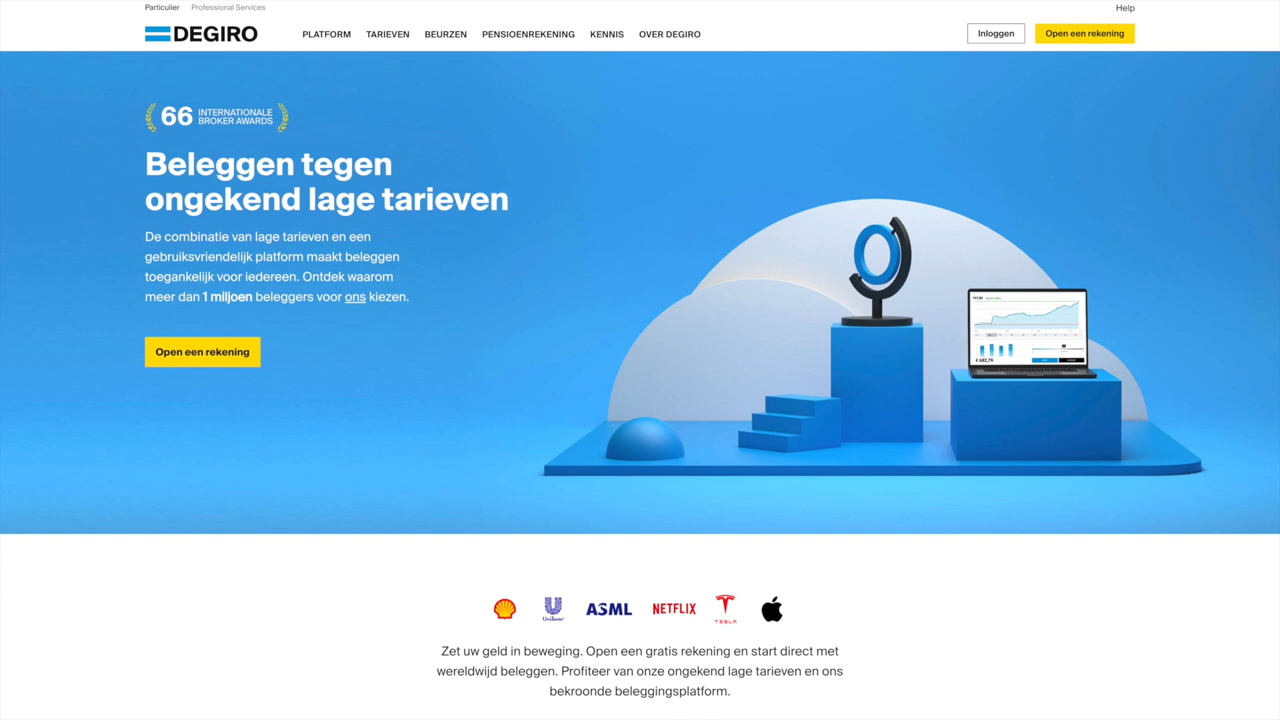 Particulier Professional Services Help
DEGIRO PLATFORM TARIEVEN BEURZEN PENSIOENREKENING KENNIS OVER DEGIRO Inloggen Open een rekening
66 INTERNATIONALE
BROKER AWARDS
Beleggen tegen
ongekend lage tarieven
De combinatie van lage tarieven en een
gebruiksvriendelijk platform maakt beleggen
toegankelijk voor iedereen. Ontdek waarom
meer dan 1 miljoen beleggers voor ons kiezen.
Open een rekening
€ 682,79
Unilever ASML NETFLIX TESLA
Zet uw geld in beweging. Open een gratis rekening en start direct met
wereldwijd beleggen. Profiteer van onze ongekend lage tarieven en ons
bekroonde beleggingsplatform.